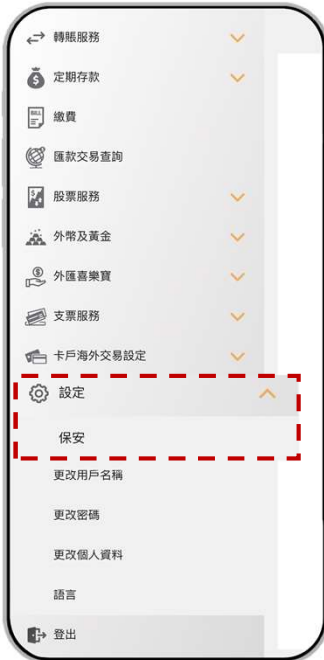 轉賬服務
定期存款
繳費
匯款交易查詢
股票服務
外幣及黃金
外匯喜樂寶
支票服務
卡戶海外交易設定
設定
保安
更改用戶名稱
更改密碼
更改個人資料
語言
登出